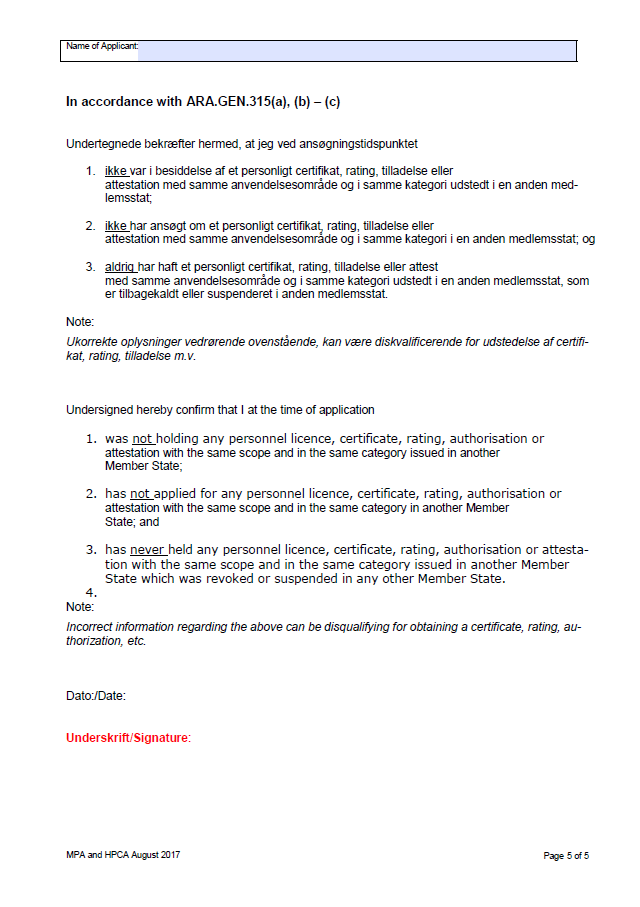 Name of Applicant:
In accordance with ARA.GEN.315(a), (b) – (c)
Undertegnede bekræfter hermed, at jeg ved ansøgningstidspunktet
1. ikke var i besiddelse af et personligt certifikat, rating, tilladelse eller
attestation med samme anvendelsesområde og i samme kategori udstedt i en anden med-
lemsstat;
2. ikke har ansøgt om et personligt certifikat, rating, tilladelse eller
attestation med samme anvendelsesområde og i samme kategori i en anden medlemsstat; og
3. aldrig har haft et personligt certifikat, rating, tilladelse eller attest
med samme anvendelsesområde og i samme kategori udstedt i en anden medlemsstat, som
er tilbagekaldt eller suspenderet i anden medlemsstat.
Note:
Ukorrekte oplysninger vedrørende ovenstående, kan være diskvalificerende for udstedelse af certifi-
kat, rating, tilladelse m.v.
Undersigned hereby confirm that I at the time of application
1. was not holding any personnel licence, certificate, rating, authorisation or
attestation with the same scope and in the same category issued in another
Member State;
2. has not applied for any personnel licence, certificate, rating, authorisation or
attestation with the same scope and in the same category in another Member
State; and
3. has never held any personnel licence, certificate, rating, authorisation or attesta-
tion with the same scope and in the same category issued in another Member
State which was revoked or suspended in any other Member State.
4.
Note:
Incorrect information regarding the above can be disqualifying for obtaining a certificate, rating, au-
thorization, etc.
Dato:/Date:
Underskrift/Signature:
MPA and HPCA August 2017
Page 5 of 5